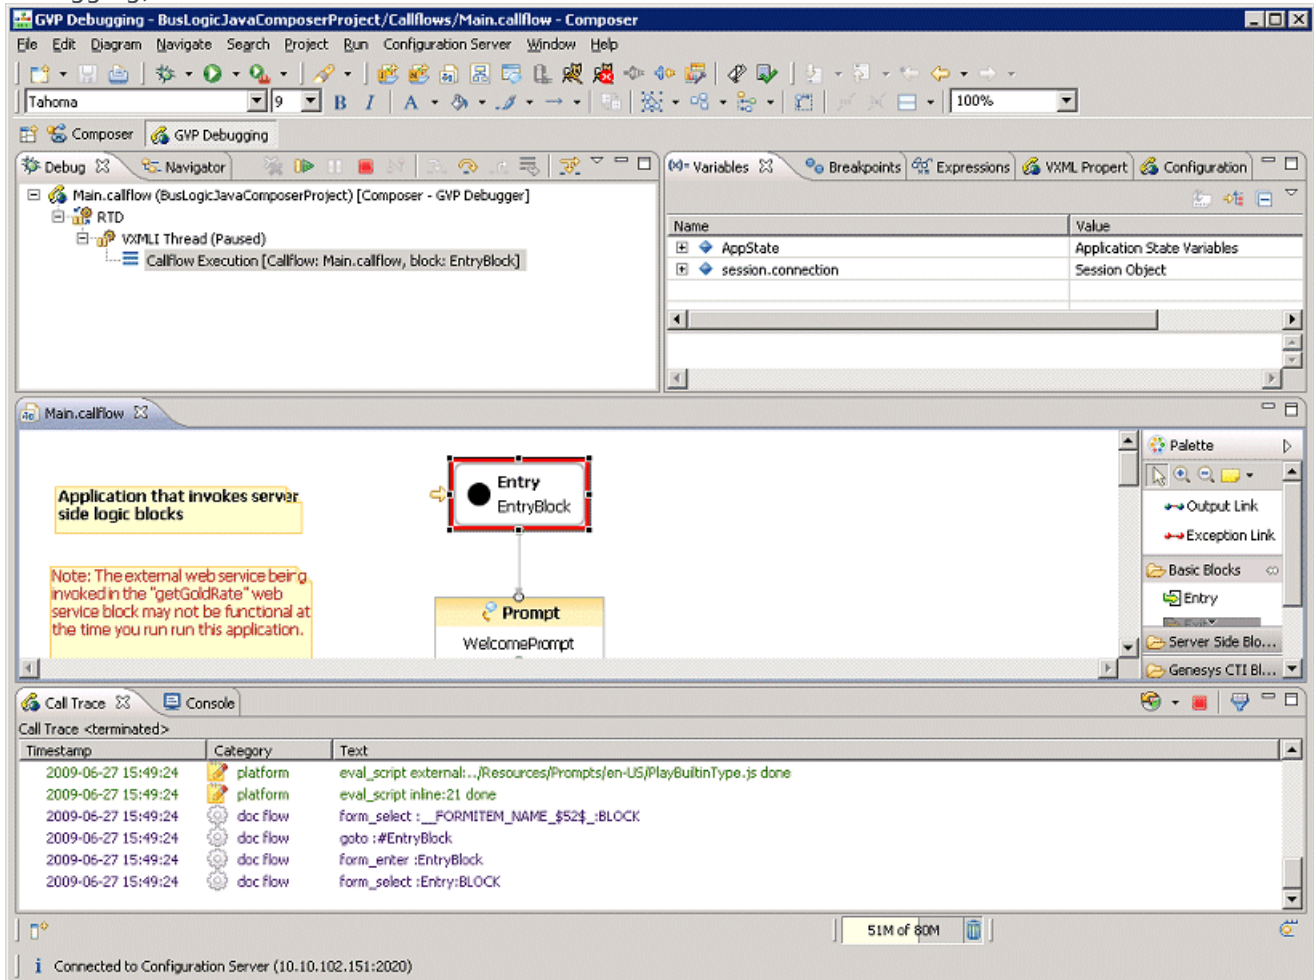 GVP Debugging - BusLogicJavaComposerProject/Callflows/Main.callflow - Composer
File Edit Diagram Navigate Search Project Run Configuration Server Window Help
Tahoma 9 B I A 100%
Composer GVP Debugging
Debug Navigator
Main.callflow (BusLogicJavaComposerProject) [Composer - GVP Debugger]
RTD
VXMLI Thread (Paused)
Callflow Execution [Callflow: Main.callflow, block: EntryBlock]
(x)= Variables Breakpoints Expressions VXML Propert Configuration
Name Value
AppState Application State Variables
session.connection Session Object
Main.callflow
Application that invokes server
side logic blocks
Note: The external web service being
invoked in the "getGoldRate" web
service block may not be functional at
the time you run run this application.
Entry
EntryBlock
Prompt
WelcomePrompt
Palette
Output Link
Exception Link
Basic Blocks
Entry
Server Side Blo...
Genesys CTI Bl...
Call Trace Console
Call Trace <terminated>
Timestamp Category Text
2009-06-27 15:49:24 platform eval_script external:../Resources/Prompts/en-US/PlayBuiltinType.js done
2009-06-27 15:49:24 platform eval_script inline:21 done
2009-06-27 15:49:24 doc flow form_select :__FORMITEM_NAME_$52$_:BLOCK
2009-06-27 15:49:24 doc flow goto :#EntryBlock
2009-06-27 15:49:24 doc flow form_enter :EntryBlock
2009-06-27 15:49:24 doc flow form_select :Entry:BLOCK
51M of 80M
i Connected to Configuration Server (10.10.102.151:2020)